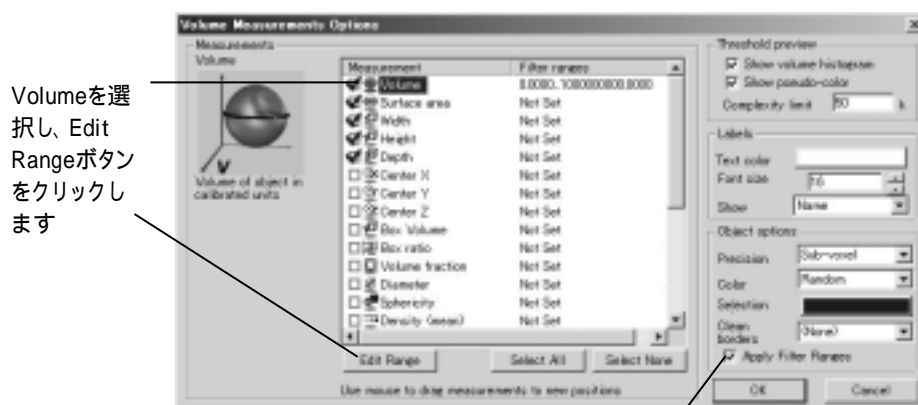 Volume Measurements Options
Volumeを選
択し、Edit
Rangeボタン
をクリックし
ます
Measurements
Volume
Volume of object in
calibrated units
Measurement Filter ranges
Volume 0.0000..1000000000.0000
Surface area Not Set
Width Not Set
Height Not Set
Depth Not Set
Center X Not Set
Center Y Not Set
Center Z Not Set
Box Volume Not Set
Box ratio Not Set
Volume fraction Not Set
Diameter Not Set
Sphericity Not Set
Density (mean) Not Set
Edit Range Select All Select None
Use mouse to drag measurements to new positions
Threshold preview
Show volume histogram
Show pseudo-color
Complexity limit 80 k
Labels
Text color
Font size 16
Show Name
Object options
Precision Sub-voxel
Color Random
Selection
Clean
borders (None)
Apply Filter Ranges
OK Cancel